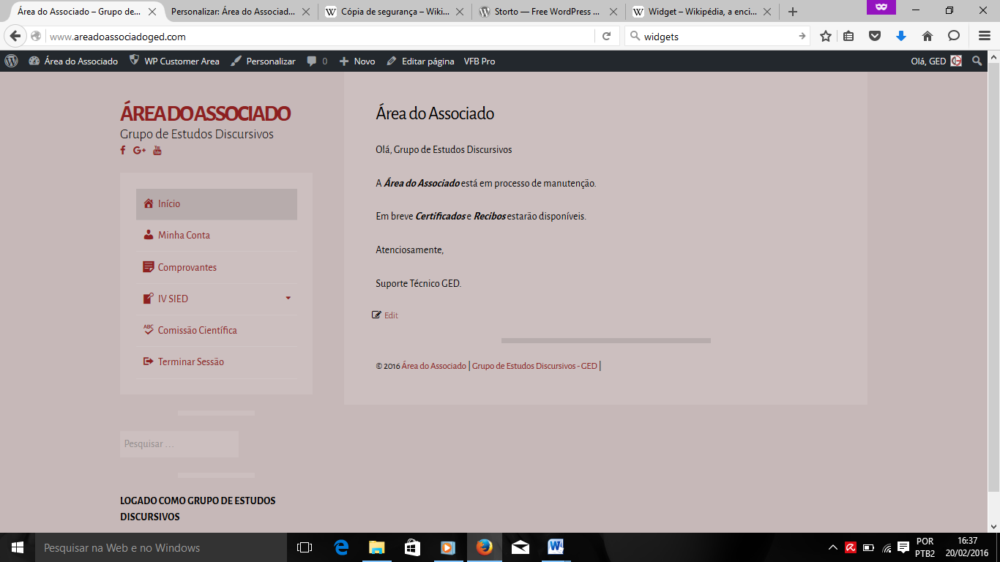 Área do Associado – Grupo de...
Personalizar: Área do Associad...
Cópia de segurança – Wiki...
Storto — Free WordPress ...
Widget – Wikipédia, a enci...
www.areadoassociadoged.com
widgets
Área do Associado
WP Customer Area
Personalizar
0
Novo
Editar página
VFB Pro
Olá, GED
ÁREA DO ASSOCIADO
Grupo de Estudos Discursivos
Início
Minha Conta
Comprovantes
IV SIED
Comissão Científica
Terminar Sessão
Pesquisar ...
LOGADO COMO GRUPO DE ESTUDOS
DISCURSIVOS
Área do Associado
Olá, Grupo de Estudos Discursivos
A Área do Associado está em processo de manutenção.
Em breve Certificados e Recibos estarão disponíveis.
Atenciosamente,
Suporte Técnico GED.
Edit
© 2016 Área do Associado | Grupo de Estudos Discursivos - GED |
Pesquisar na Web e no Windows
POR
PTB2
16:37
20/02/2016